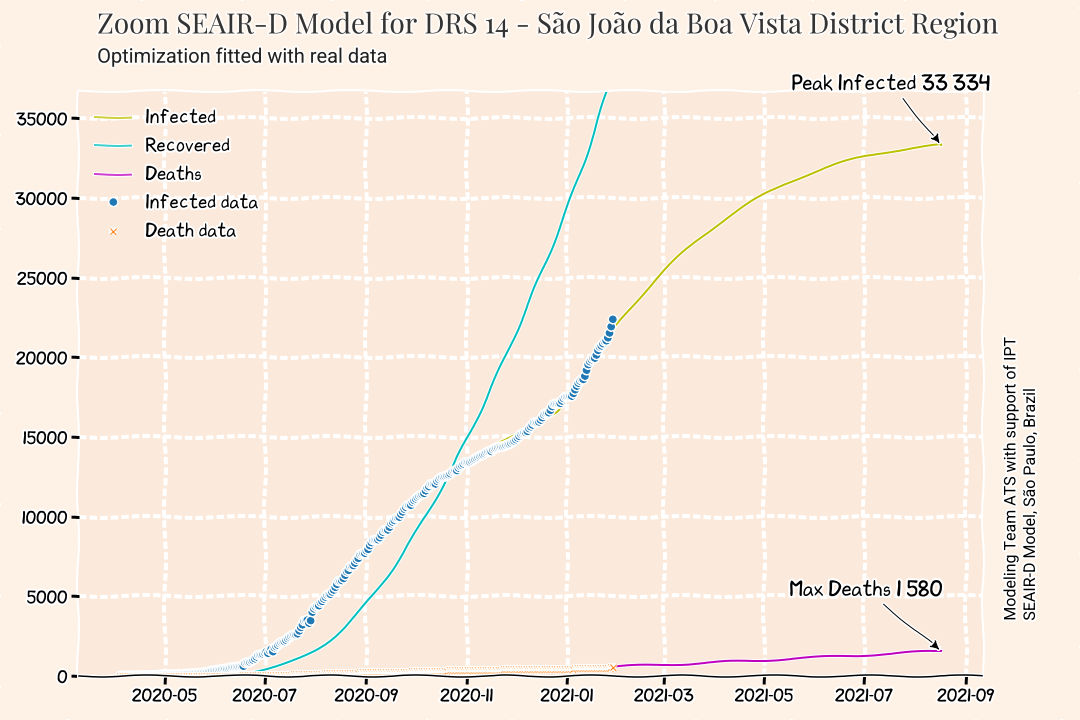 Zoom SEAIR-D Model for DRS 14 - São João da Boa Vista District Region
Optimization fitted with real data
Peak Infected 33 334
35000
30000
25000
20000
15000
10000
5000
0
Infected
Recovered
Deaths
Infected data
Death data
Max Deaths 1 580
2020-05
2020-07
2020-09
2020-11
2021-01
2021-03
2021-05
2021-07
2021-09
Modeling Team ATS with support of IPT
SEAIR-D Model, São Paulo, Brazil